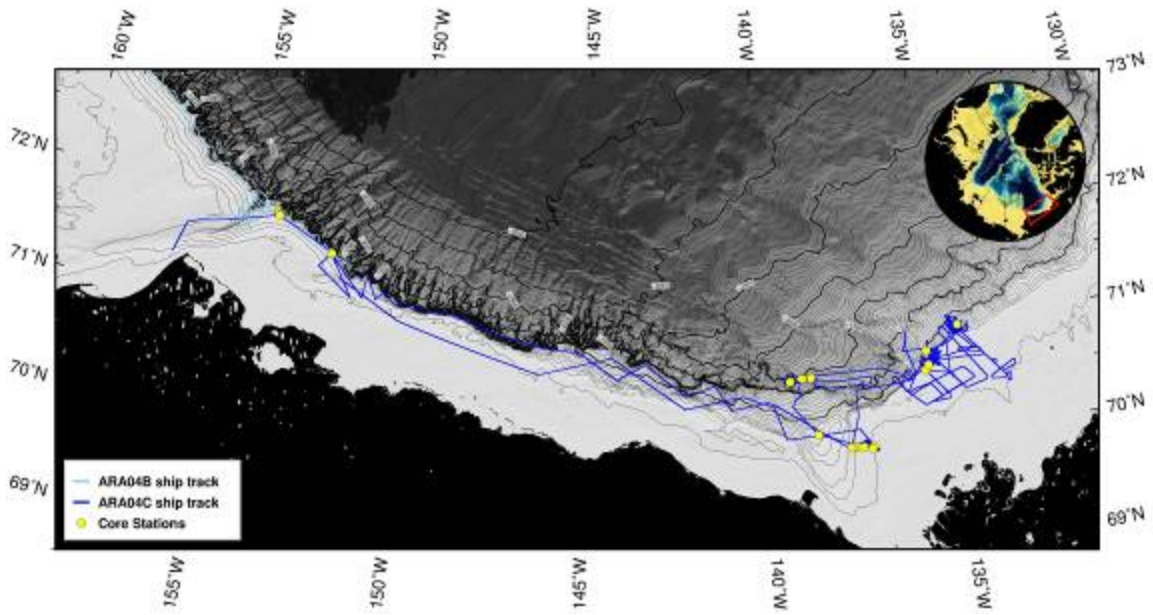 160°W 155°W 150°W 145°W 140°W 135°W 130°W
73°N
72°N
72°N
71°N
71°N
70°N
70°N
69°N
69°N
ARA04B ship track
ARA04C ship track
Core Stations
155°W 150°W 145°W 140°W 135°W